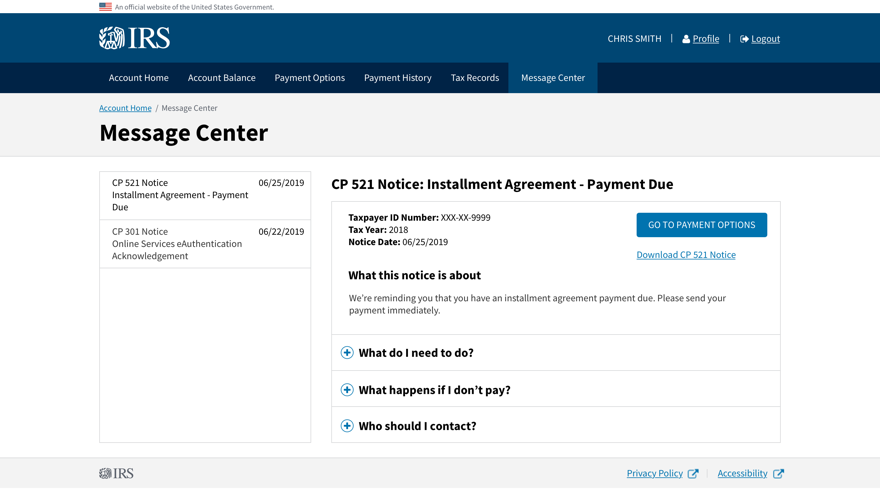 An official website of the United States Government.
IRS
CHRIS SMITH | Profile | Logout
Account Home Account Balance Payment Options Payment History Tax Records Message Center
Account Home / Message Center
Message Center
CP 521 Notice 06/25/2019
Installment Agreement - Payment
Due
CP 301 Notice 06/22/2019
Online Services eAuthentication
Acknowledgement
CP 521 Notice: Installment Agreement - Payment Due
Taxpayer ID Number: XXX-XX-9999
Tax Year: 2018
Notice Date: 06/25/2019
GO TO PAYMENT OPTIONS
Download CP 521 Notice
What this notice is about
We're reminding you that you have an installment agreement payment due. Please send your
payment immediately.
What do I need to do?
What happens if I don't pay?
Who should I contact?
IRS
Privacy Policy | Accessibility